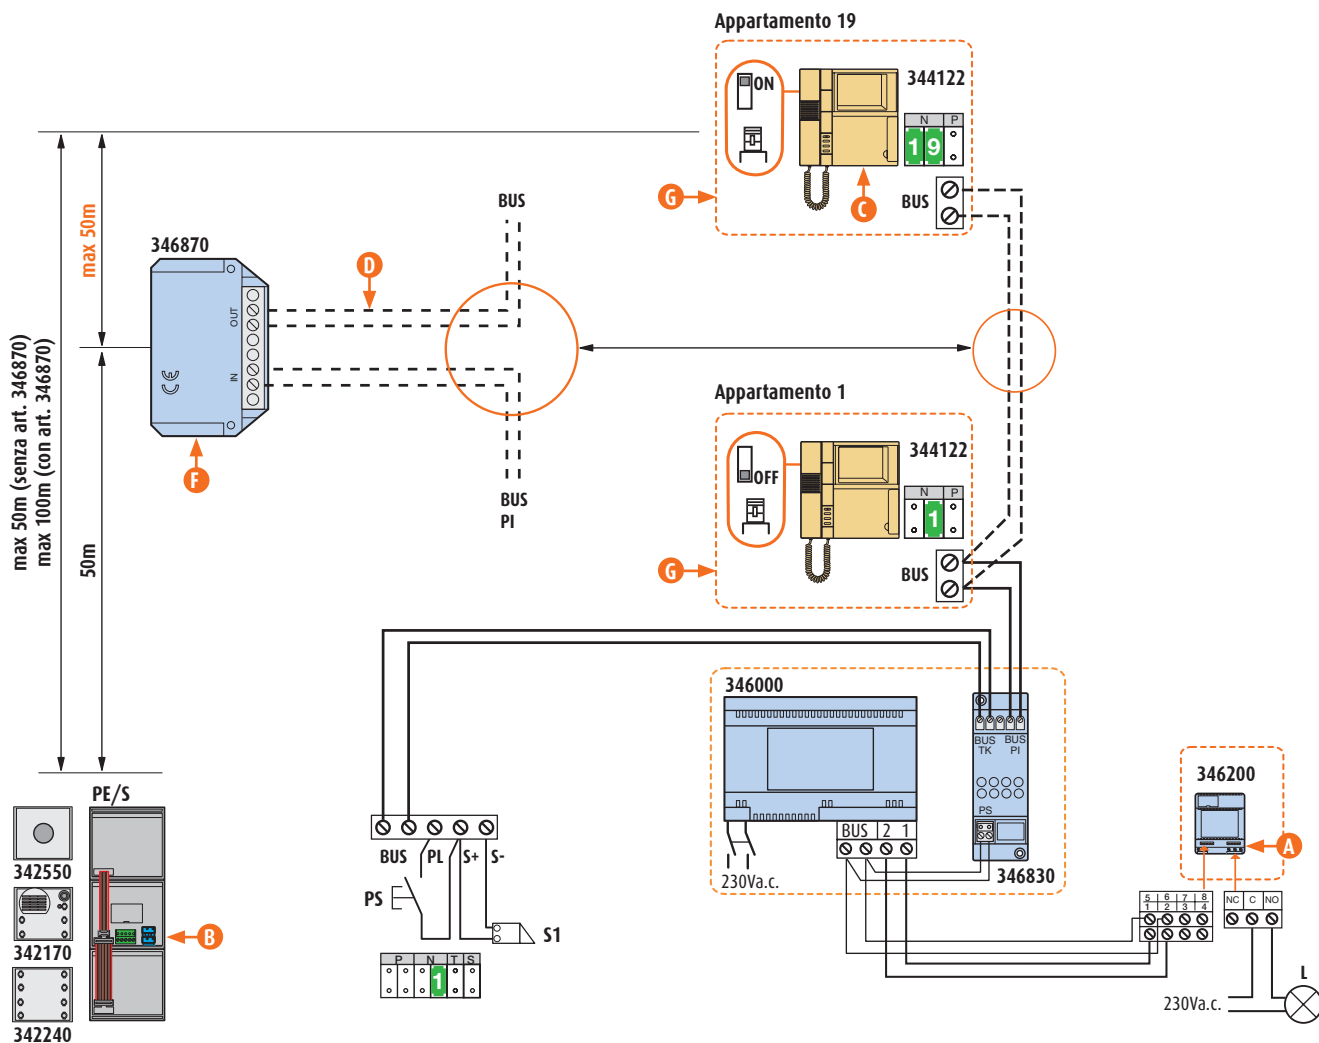 Appartamento 19
ON
344122
N P
1 9
BUS
G
C
max 50m
346870
OUT
IN
CE
F
D
BUS
BUS
PI
max 50m (senza art. 346870)
max 100m (con art. 346870)
50m
Appartamento 1
OFF
344122
N P
1
BUS
G
346000
BUS TK
BUS PI
PS
346830
BUS 2 1
230Va.c.
346200
A
5 6 7 8
1 2 3 4
NC C NO
L
230Va.c.
PE/S
342550
342170
342240
B
BUS PL S+ S-
PS
S1
P N T S
1